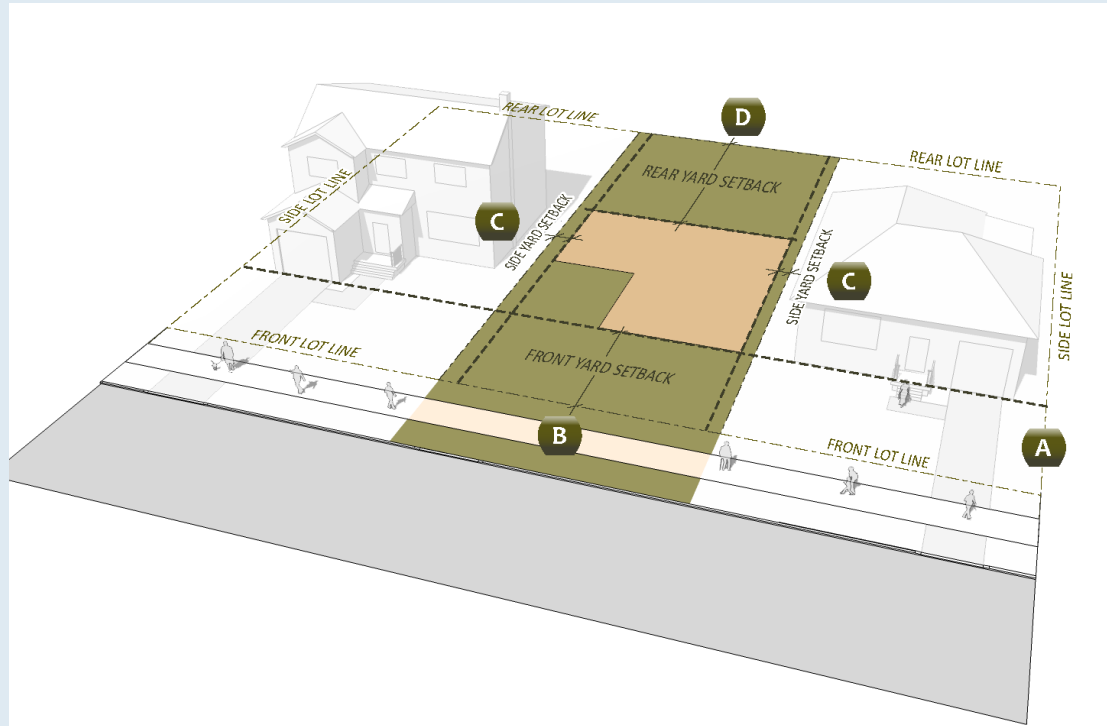 REAR LOT LINE
D
REAR LOT LINE
SIDE LOT LINE
REAR YARD SETBACK
C
SIDE YARD SETBACK
SIDE YARD SETBACK
C
SIDE LOT LINE
FRONT LOT LINE
FRONT YARD SETBACK
B
FRONT LOT LINE
A